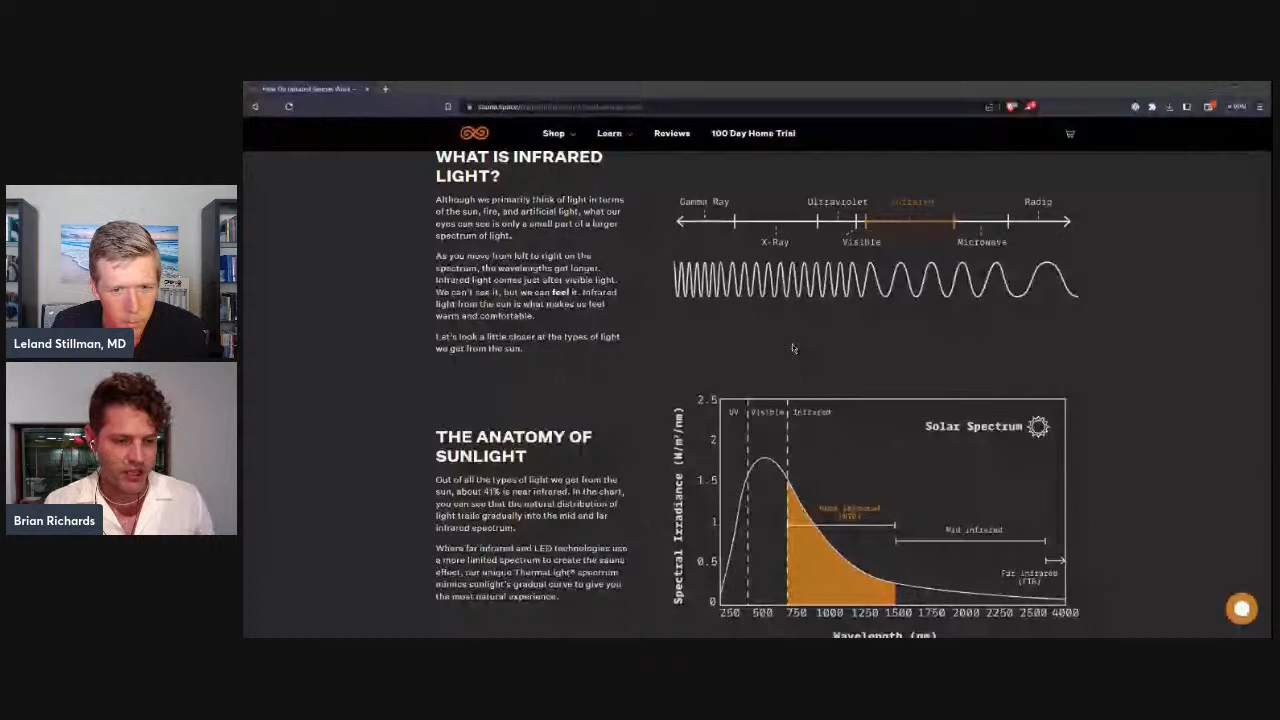 How Do Infrared Saunas Work -
sauna.space
Shop
Learn
Reviews
100 Day Home Trial
WHAT IS INFRARED
LIGHT?
Although we primarily think of light in terms
of the sun, fire, and artificial light, what our
eyes can see is only a small part of a larger
spectrum of light.
As you move from left to right on the
spectrum, the wavelengths get longer.
Infrared light comes just after visible light.
We can't see it, but we can feel it. Infrared
light from the sun is what makes us feel
warm and comfortable.
Let's look a little closer at the types of light
we get from the sun.
Gamma Ray
Ultraviolet
Infrared
Radio
X-Ray
Visible
Microwave
Leland Stillman, MD
Brian Richards
THE ANATOMY OF
SUNLIGHT
Out of all the types of light we get from the
sun, about 41% is near infrared. In the chart,
you can see that the natural distribution of
light trails gradually into the mid and far
infrared spectrum.
Where far infrared and LED technologies use
a more limited spectrum to create the sauna
effect, our unique ThermaLight® spectrum
mimics sunlight's gradual curve to give you
the most natural experience.
Spectral Irradiance (W/m²/nm)
2.5
2
1.5
1
0.5
0
UV
Visible
Infrared
Solar Spectrum
Near Infrared
(NIR)
Mid infrared
Far Infrared
(FIR)
250 500 750 1000 1250 1500 1750 2000 2500 4000
Wavelength (nm)